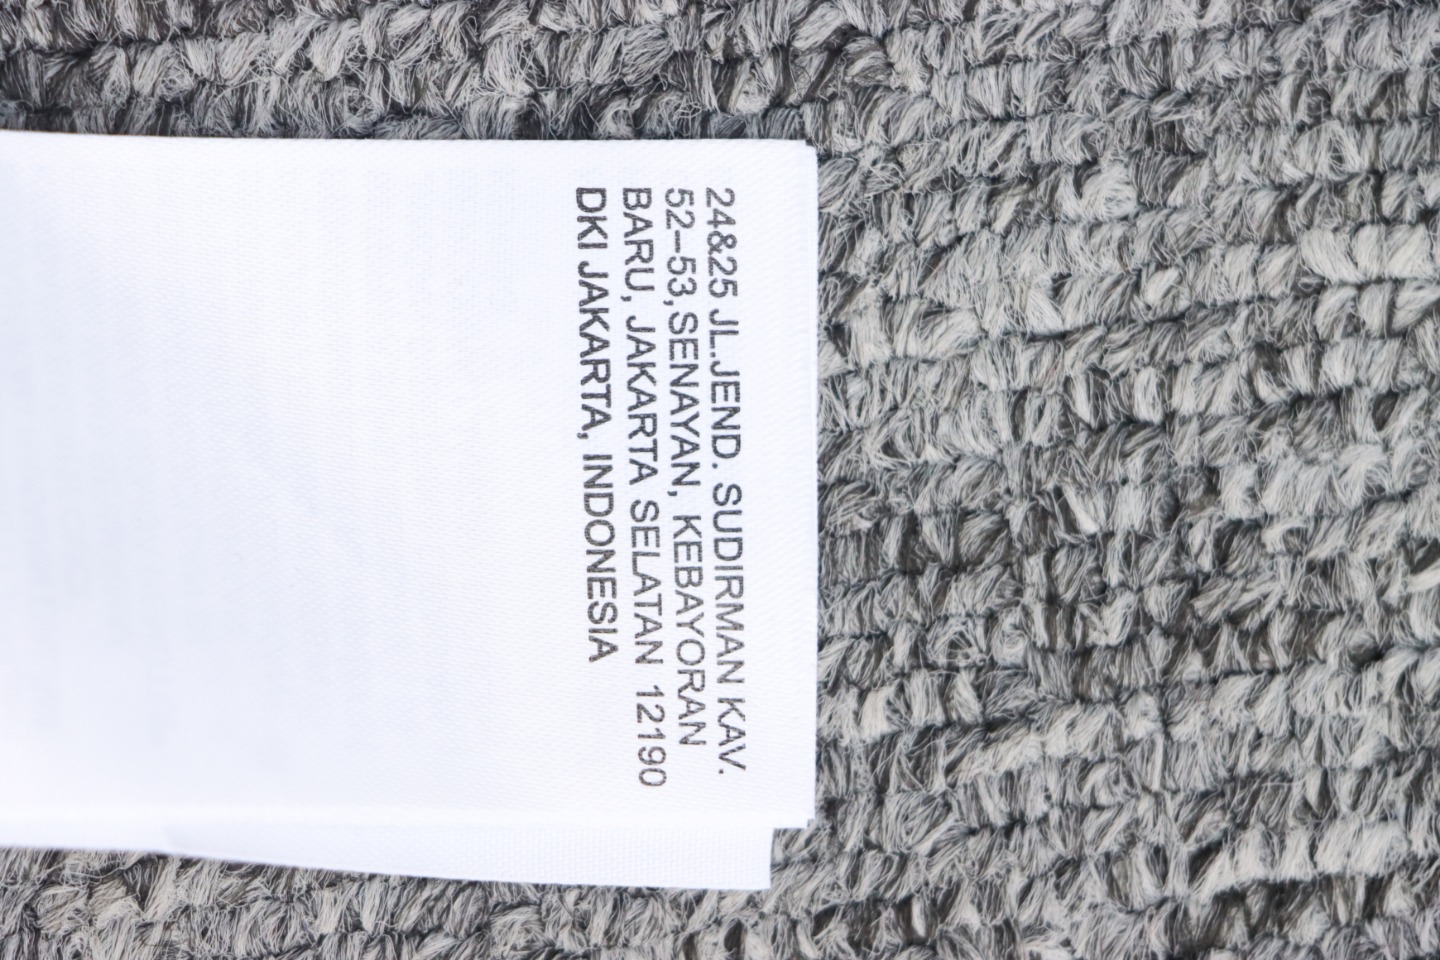 24&25 JL.JEND. SUDIRMAN KAV.
52–53,SENAYAN, KEBAYORAN
BARU, JAKARTA SELATAN 12190
DKI JAKARTA, INDONESIA